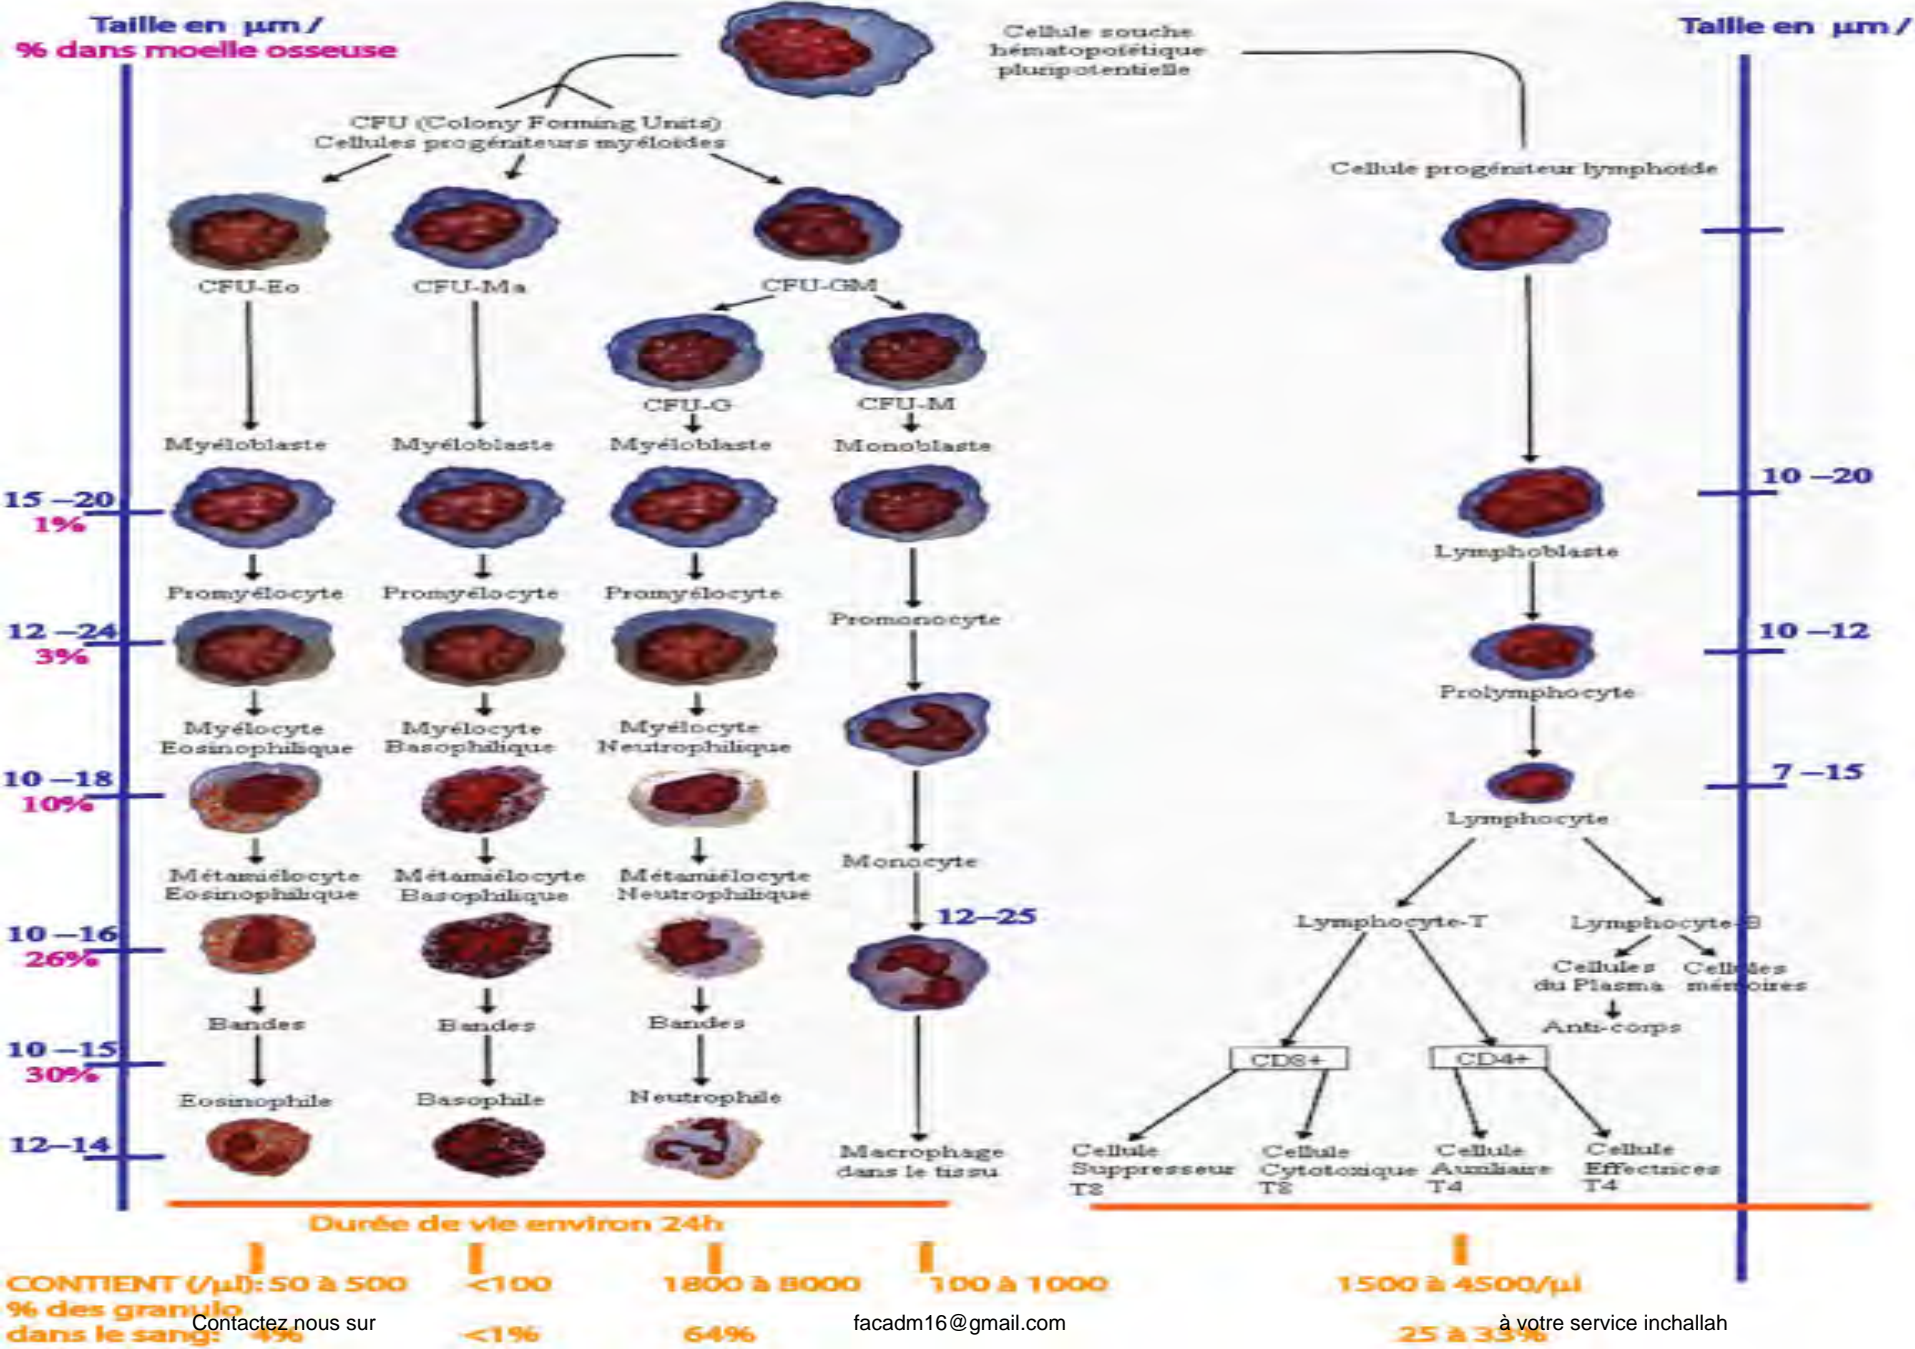 Taille en µm /
% dans moelle osseuse
Cellule souche
hématopoïétique
pluripotentielle
Taille en µm /
CFU (Colony Forming Units)
Cellules progéniteurs myéloïdes
Cellule progéniteur lymphoïde
CFU-Eo
CFU-Ma
CFU-GM
CFU-G
CFU-M
Myéloblaste
Myéloblaste
Myéloblaste
Monoblaste
15 –20
1%
10 –20
Lymphoblaste
Promyélocyte
Promyélocyte
Promyélocyte
Promonocyte
12 –24
3%
10 –12
Prolymphocyte
Myélocyte
Eosinophilique
Myélocyte
Basophilique
Myélocyte
Neutrophilique
10 –18
10%
7 –15
Lymphocyte
Métamiélocyte
Eosinophilique
Métamiélocyte
Basophilique
Métamiélocyte
Neutrophilique
Monocyte
12–25
Lymphocyte-T
Lymphocyte-B
10 –16
26%
Cellules
du Plasma
Cellules
mémoires
Anti-corps
Bandes
Bandes
Bandes
10 –15
30%
CD8+
CD4+
Eosinophile
Basophile
Neutrophile
12–14
Macrophage
dans le tissu
Cellule
Suppresseur
T8
Cellule
Cytotoxique
T8
Cellule
Auxiliaire
T4
Cellule
Effectrices
T4
Durée de vie environ 24h
CONTIENT (/µl): 50 à 500 <100 1800 à 8000 100 à 1000 1500 à 4500/µl
% des granulo
dans le sang: 4% <1% 64% 25 à 33%
Contactez nous sur facadm16@gmail.com à votre service inchallah